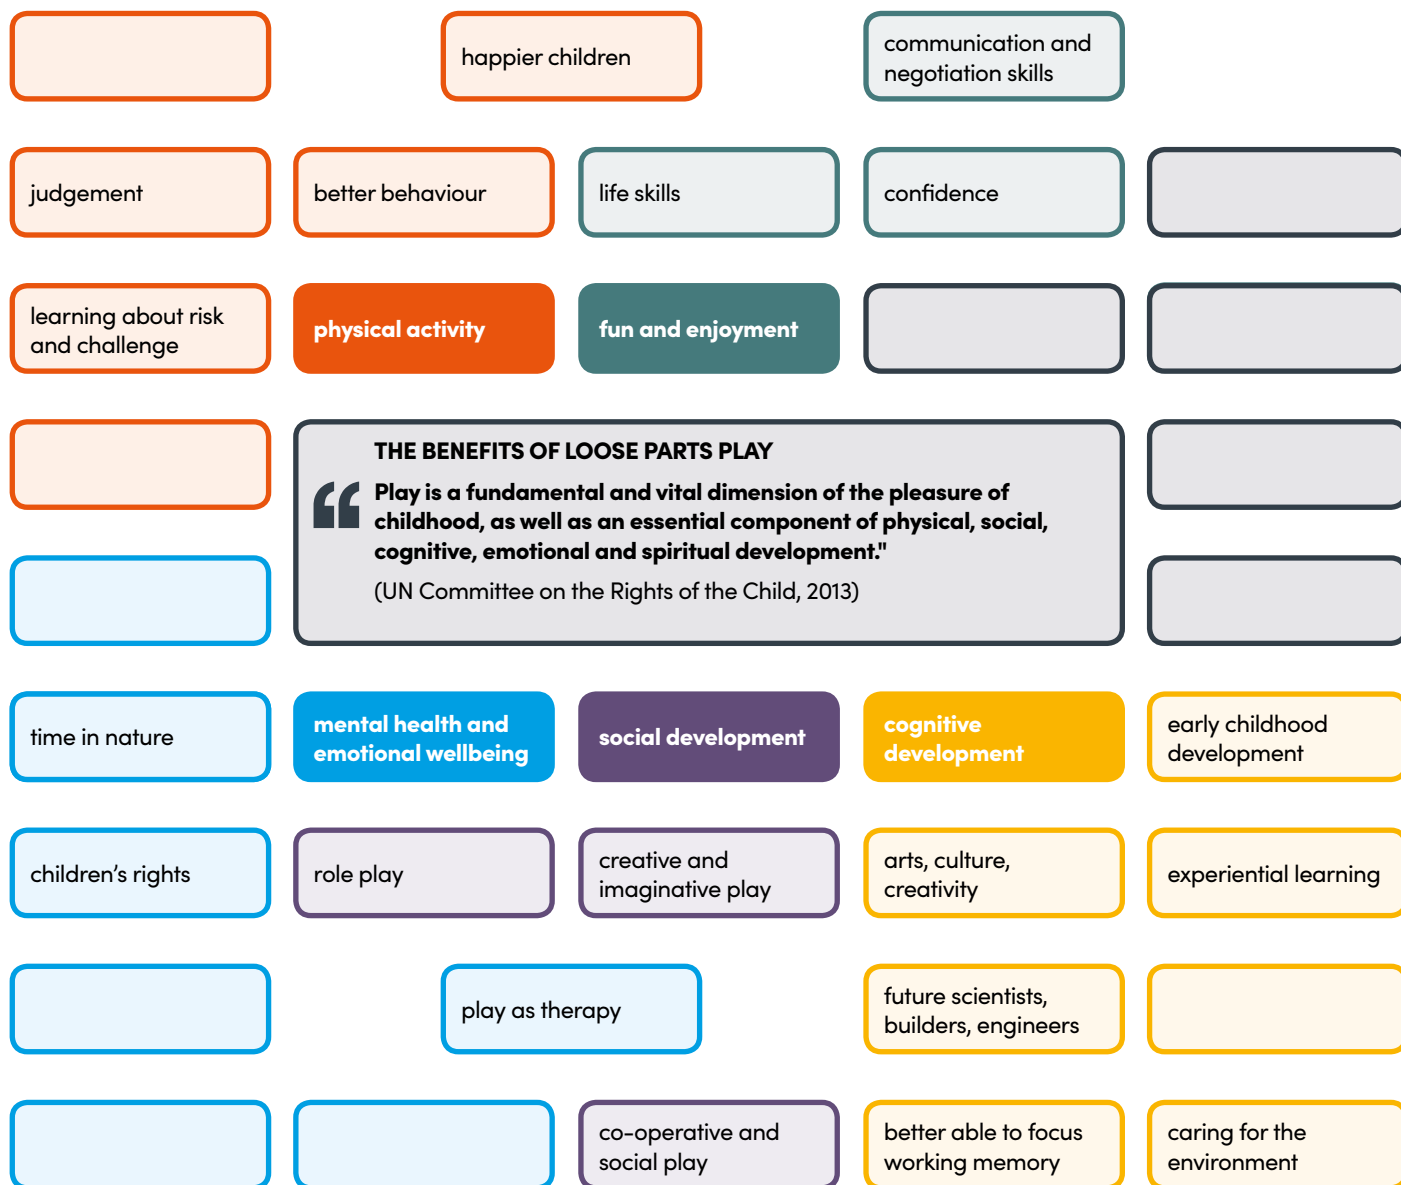 happier children
communication and
negotiation skills
judgement
better behaviour
life skills
confidence
learning about risk
and challenge
physical activity
fun and enjoyment
THE BENEFITS OF LOOSE PARTS PLAY
“ Play is a fundamental and vital dimension of the pleasure of
childhood, as well as an essential component of physical, social,
cognitive, emotional and spiritual development."
(UN Committee on the Rights of the Child, 2013)
time in nature
mental health and
emotional wellbeing
social development
cognitive
development
early childhood
development
children’s rights
role play
creative and
imaginative play
arts, culture,
creativity
experiential learning
play as therapy
future scientists,
builders, engineers
co-operative and
social play
better able to focus
working memory
caring for the
environment